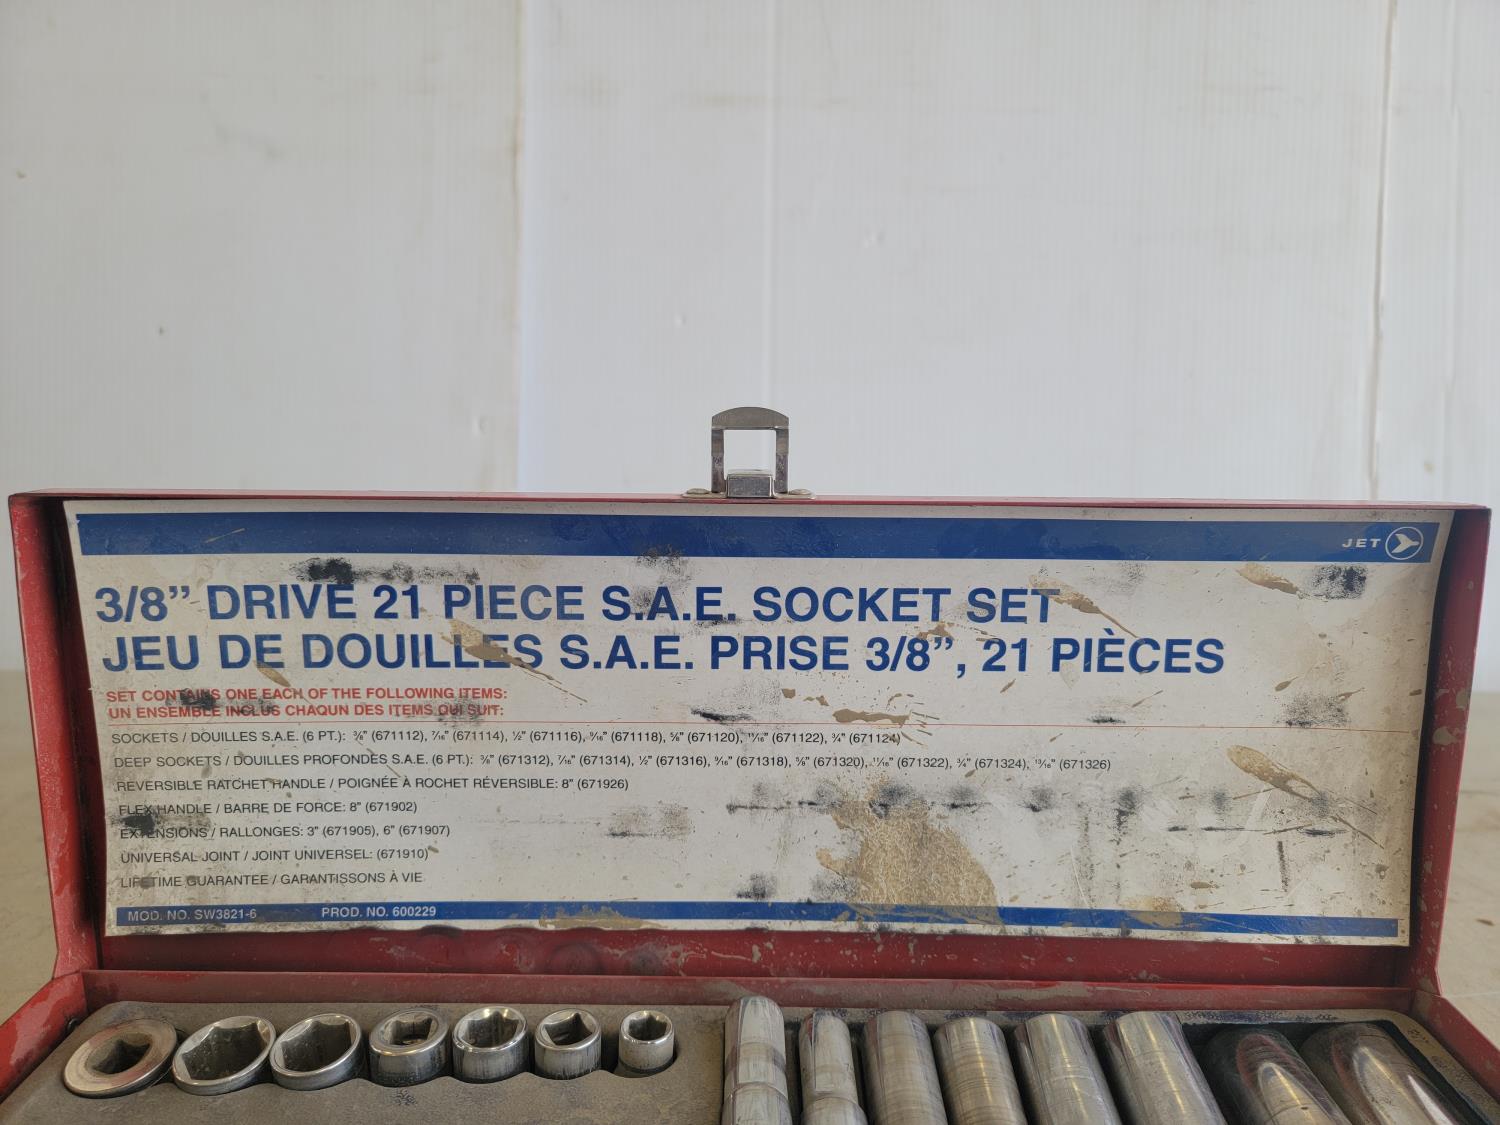 JET
3/8” DRIVE 21 PIECE S.A.E. SOCKET SET
JEU DE DOUILLES S.A.E. PRISE 3/8”, 21 PIÈCES
SET CONTAINS ONE EACH OF THE FOLLOWING ITEMS:
UN ENSEMBLE INCLUS CHAQUN DES ITEMS QUI SUIT:
SOCKETS / DOUILLES S.A.E. (6 PT.): ⅜” (671112), ⁷⁄₁₆” (671114), ½” (671116), ⁹⁄₁₆” (671118), ⅝” (671120), ¹¹⁄₁₆” (671122), ¾” (671124)
DEEP SOCKETS / DOUILLES PROFONDES S.A.E. (6 PT.): ⅜” (671312), ⁷⁄₁₆” (671314), ½” (671316), ⁹⁄₁₆” (671318), ⅝” (671320), ¹¹⁄₁₆” (671322), ¾” (671324), ¹³⁄₁₆” (671326)
REVERSIBLE RATCHET HANDLE / POIGNÉE À ROCHET RÉVERSIBLE: 8” (671926)
FLEX HANDLE / BARRE DE FORCE: 8” (671902)
EXTENSIONS / RALLONGES: 3” (671905), 6” (671907)
UNIVERSAL JOINT / JOINT UNIVERSEL: (671910)
LIFETIME GUARANTEE / GARANTISSONS À VIE
MOD. NO. SW3821-6 PROD. NO. 600229